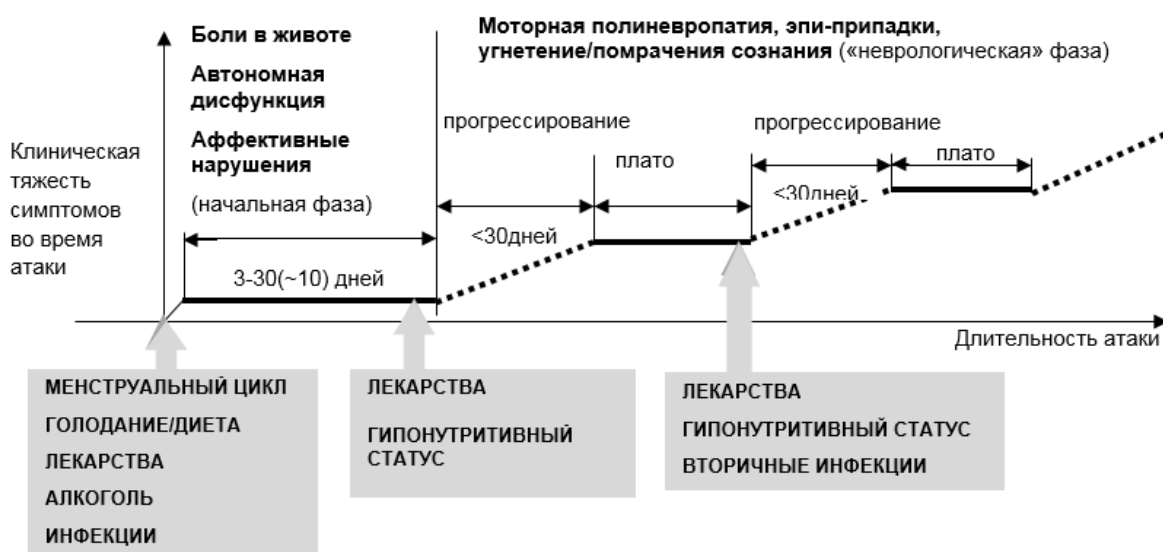 Боли в животе
Автономная
дисфункция
Аффективные
нарушения
(начальная фаза)
Моторная полиневропатия, эпи-припадки,
угнетение/помрачения сознания («неврологическая» фаза)
Клиническая
тяжесть
симптомов
во время
атаки
прогрессирование
плато
прогрессирование
плато
3-30(~10) дней
<30дней
<30дней
Длительность атаки
МЕНСТРУАЛЬНЫЙ ЦИКЛ
ГОЛОДАНИЕ/ДИЕТА
ЛЕКАРСТВА
АЛКОГОЛЬ
ИНФЕКЦИИ
ЛЕКАРСТВА
ГИПОНУТРИТИВНЫЙ
СТАТУС
ЛЕКАРСТВА
ГИПОНУТРИТИВНЫЙ СТАТУС
ВТОРИЧНЫЕ ИНФЕКЦИИ